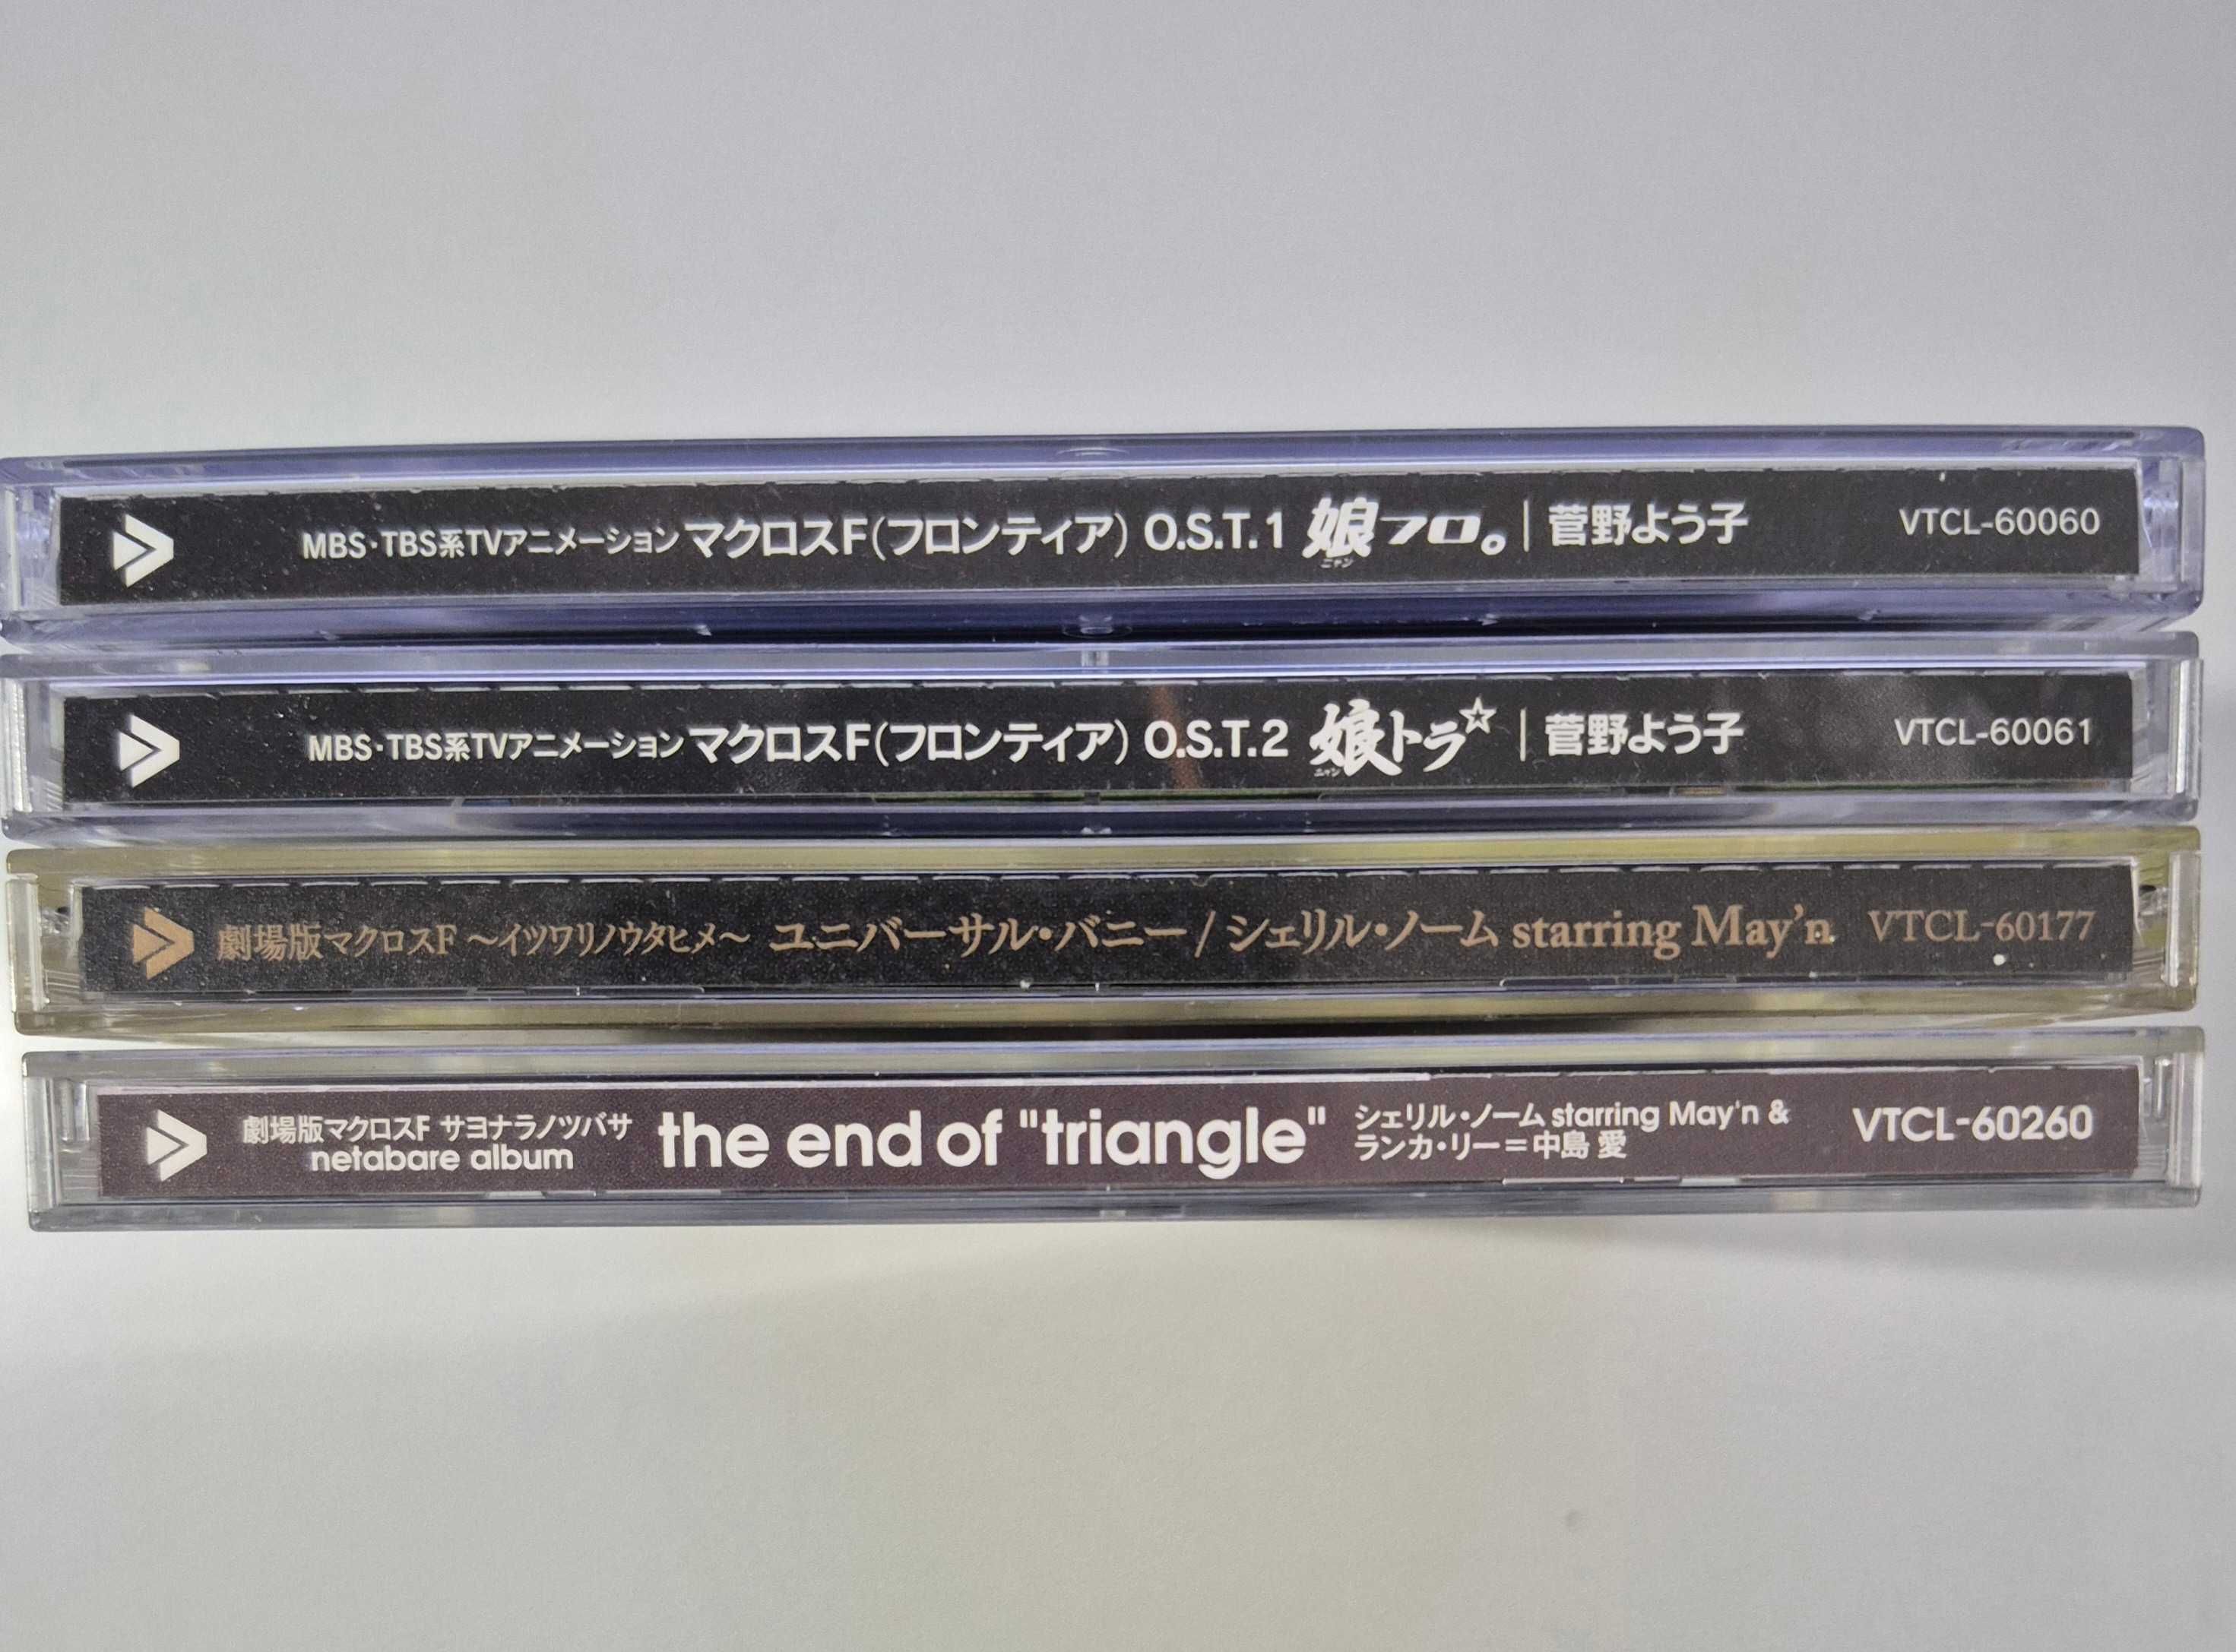 MBS・TBS系TVアニメーション マクロスF(フロンティア) O.S.T.1 娘フロ。 | 菅野よう子 VTCL-60060
ニャン
MBS・TBS系TVアニメーション マクロスF(フロンティア) O.S.T.2 娘トラ☆ | 菅野よう子 VTCL-60061
ニャン
劇場版マクロスF ～イツワリノウタヒメ～ ユニバーサル・バニー / シェリル・ノーム starring May'n VTCL-60177
劇場版マクロスF サヨナラノツバサ
netabare album
the end of "triangle"
シェリル・ノーム starring May'n &
ランカ・リー=中島 愛
VTCL-60260